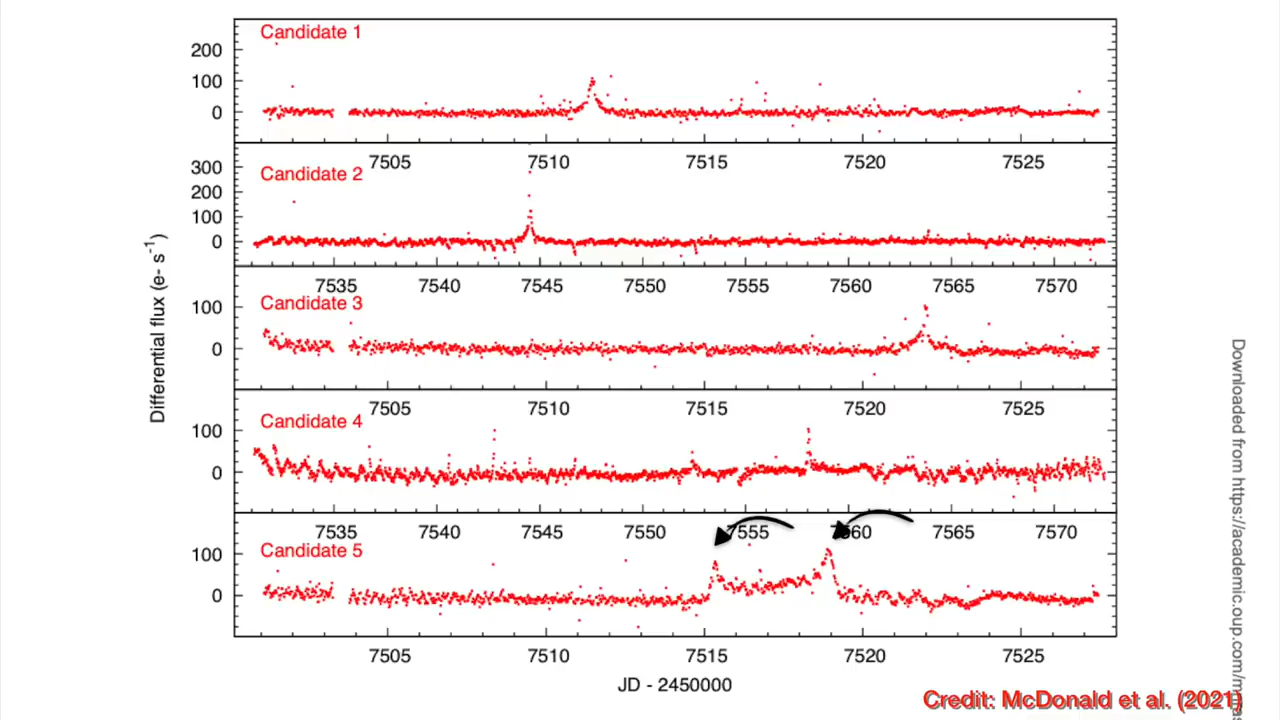 Candidate 1
200
100
0
7505 7510 7515 7520 7525
Candidate 2
300
200
100
0
7535 7540 7545 7550 7555 7560 7565 7570
Candidate 3
100
0
7505 7510 7515 7520 7525
Candidate 4
100
0
7535 7540 7545 7550 7555 7560 7565 7570
Candidate 5
100
0
7505 7510 7515 7520 7525
JD - 2450000
Differential flux (e- s⁻¹)
Downloaded from https://academic.oup.com/mnras
Credit: McDonald et al. (2021)